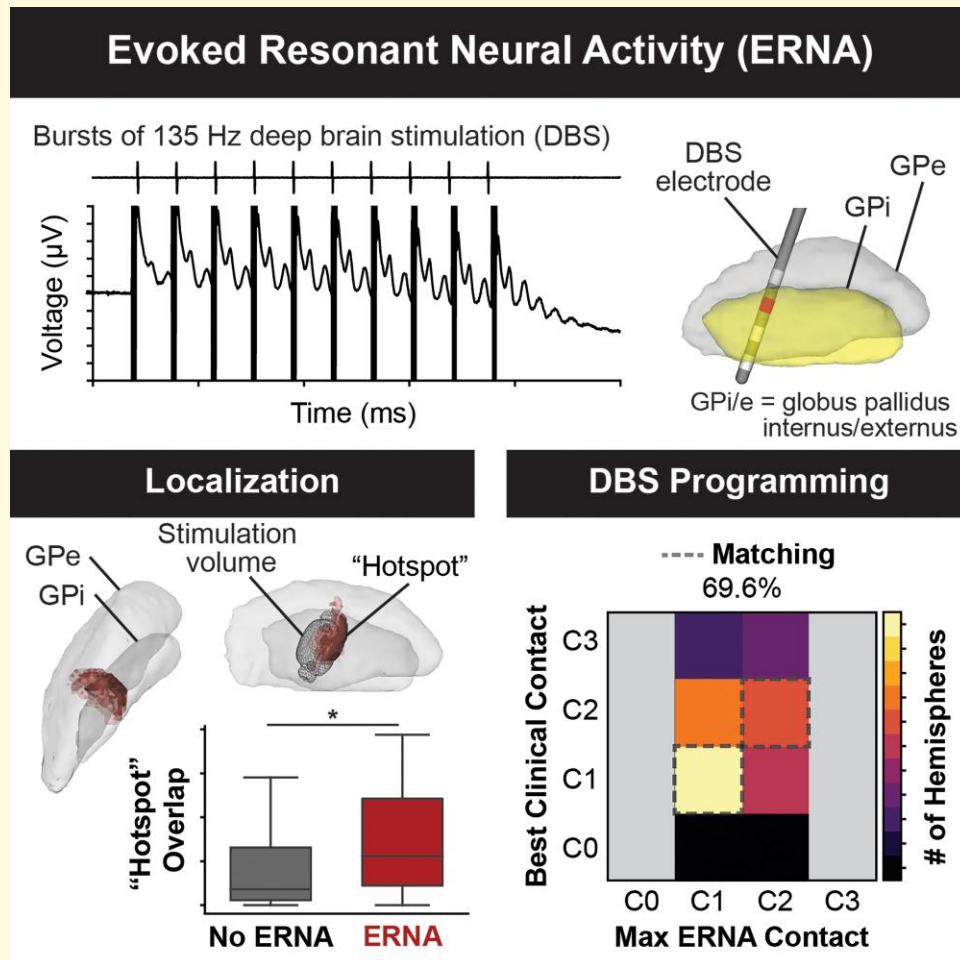 Evoked Resonant Neural Activity (ERNA)
Bursts of 135 Hz deep brain stimulation (DBS)
Voltage (µV)
Time (ms)
DBS
electrode
GPi
GPe
GPi/e = globus pallidus
internus/externus
Localization
GPe
GPi
Stimulation
volume
“Hotspot”
*
“Hotspot”
Overlap
No ERNA
ERNA
DBS Programming
Matching
69.6%
Best Clinical Contact
C3
C2
C1
C0
C0 C1 C2 C3
Max ERNA Contact
# of Hemispheres